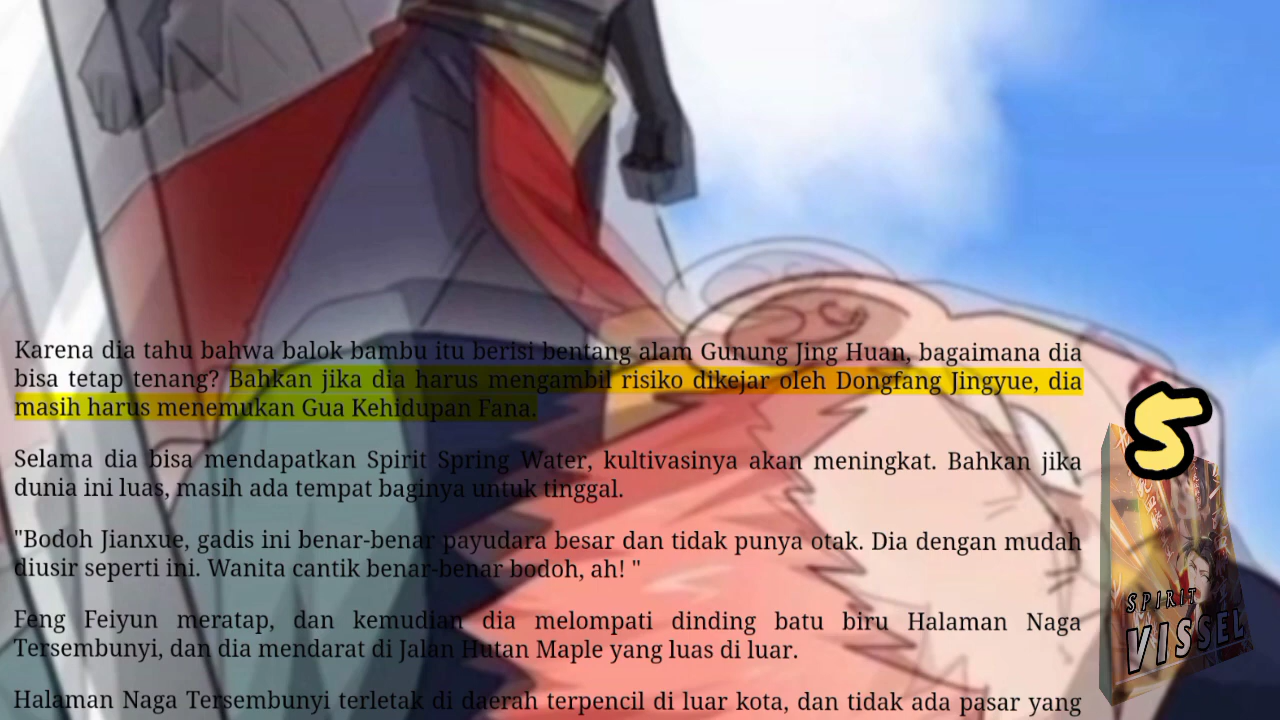 Karena dia tahu bahwa balok bambu itu berisi bentang alam Gunung Jing Huan, bagaimana dia
bisa tetap tenang? Bahkan jika dia harus mengambil risiko dikejar oleh Dongfang Jingyue, dia
masih harus menemukan Gua Kehidupan Fana.
Selama dia bisa mendapatkan Spirit Spring Water, kultivasinya akan meningkat. Bahkan jika
dunia ini luas, masih ada tempat baginya untuk tinggal.
"Bodoh Jianxue, gadis ini benar-benar payudara besar dan tidak punya otak. Dia dengan mudah
diusir seperti ini. Wanita cantik benar-benar bodoh, ah! "
Feng Feiyun meratap, dan kemudian dia melompati dinding batu biru Halaman Naga
Tersembunyi, dan dia mendarat di Jalan Hutan Maple yang luas di luar.
Halaman Naga Tersembunyi terletak di daerah terpencil di luar kota, dan tidak ada pasar yang
S
SPIRIT
VISSEL